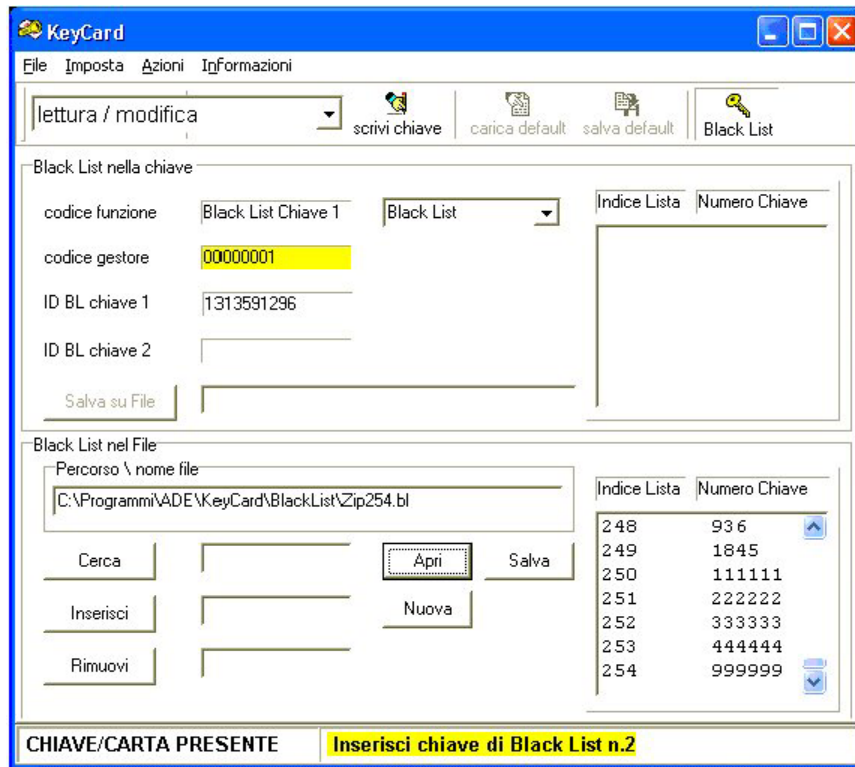 KeyCard
File Imposta Azioni Informazioni
lettura / modifica
scrivi chiave carica default salva default Black List
Black List nella chiave
codice funzione Black List Chiave 1 Black List
Indice Lista Numero Chiave
codice gestore 00000001
ID BL chiave 1 1313591296
ID BL chiave 2
Salva su File
Black List nel File
Percorso \ nome file
C:\Programmi\ADE\KeyCard\BlackList\Zip254.bl
Indice Lista Numero Chiave
248 936
249 1845
250 111111
251 222222
252 333333
253 444444
254 999999
Cerca Apri Salva
Inserisci Nuova
Rimuovi
CHIAVE/CARTA PRESENTE Inserisci chiave di Black List n.2